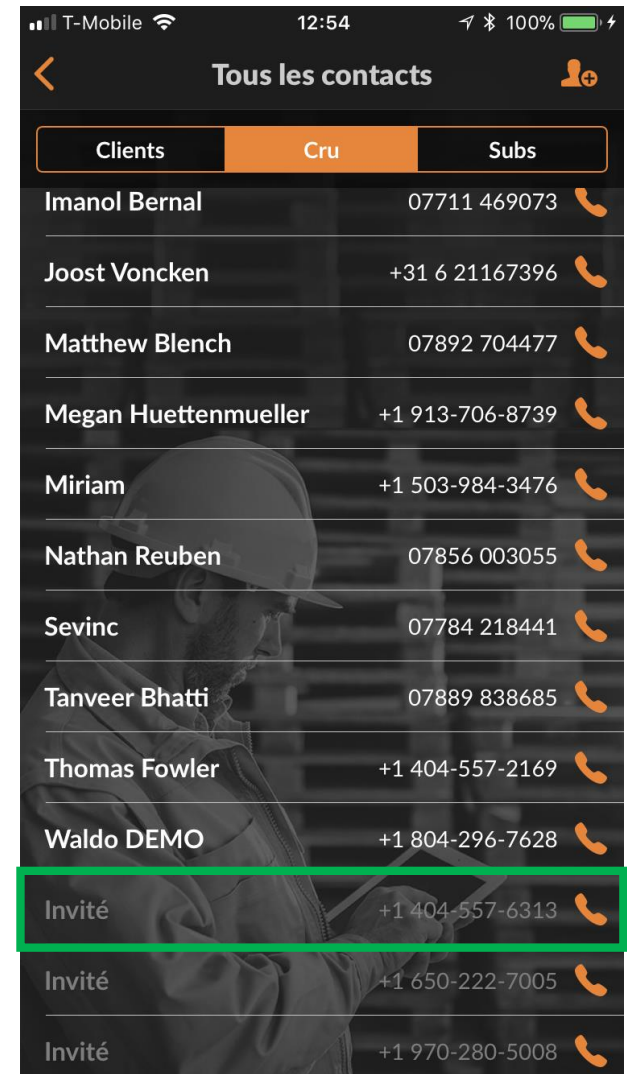 T-Mobile 12:54 100%
Tous les contacts
Clients Cru Subs
Imanol Bernal 07711 469073
Joost Voncken +31 6 21167396
Matthew Blench 07892 704477
Megan Huettenmueller +1 913-706-8739
Miriam +1 503-984-3476
Nathan Reuben 07856 003055
Sevinc 07784 218441
Tanveer Bhatti 07889 838685
Thomas Fowler +1 404-557-2169
Waldo DEMO +1 804-296-7628
Invité +1 404-557-6313
Invité +1 650-222-7005
Invité +1 970-280-5008